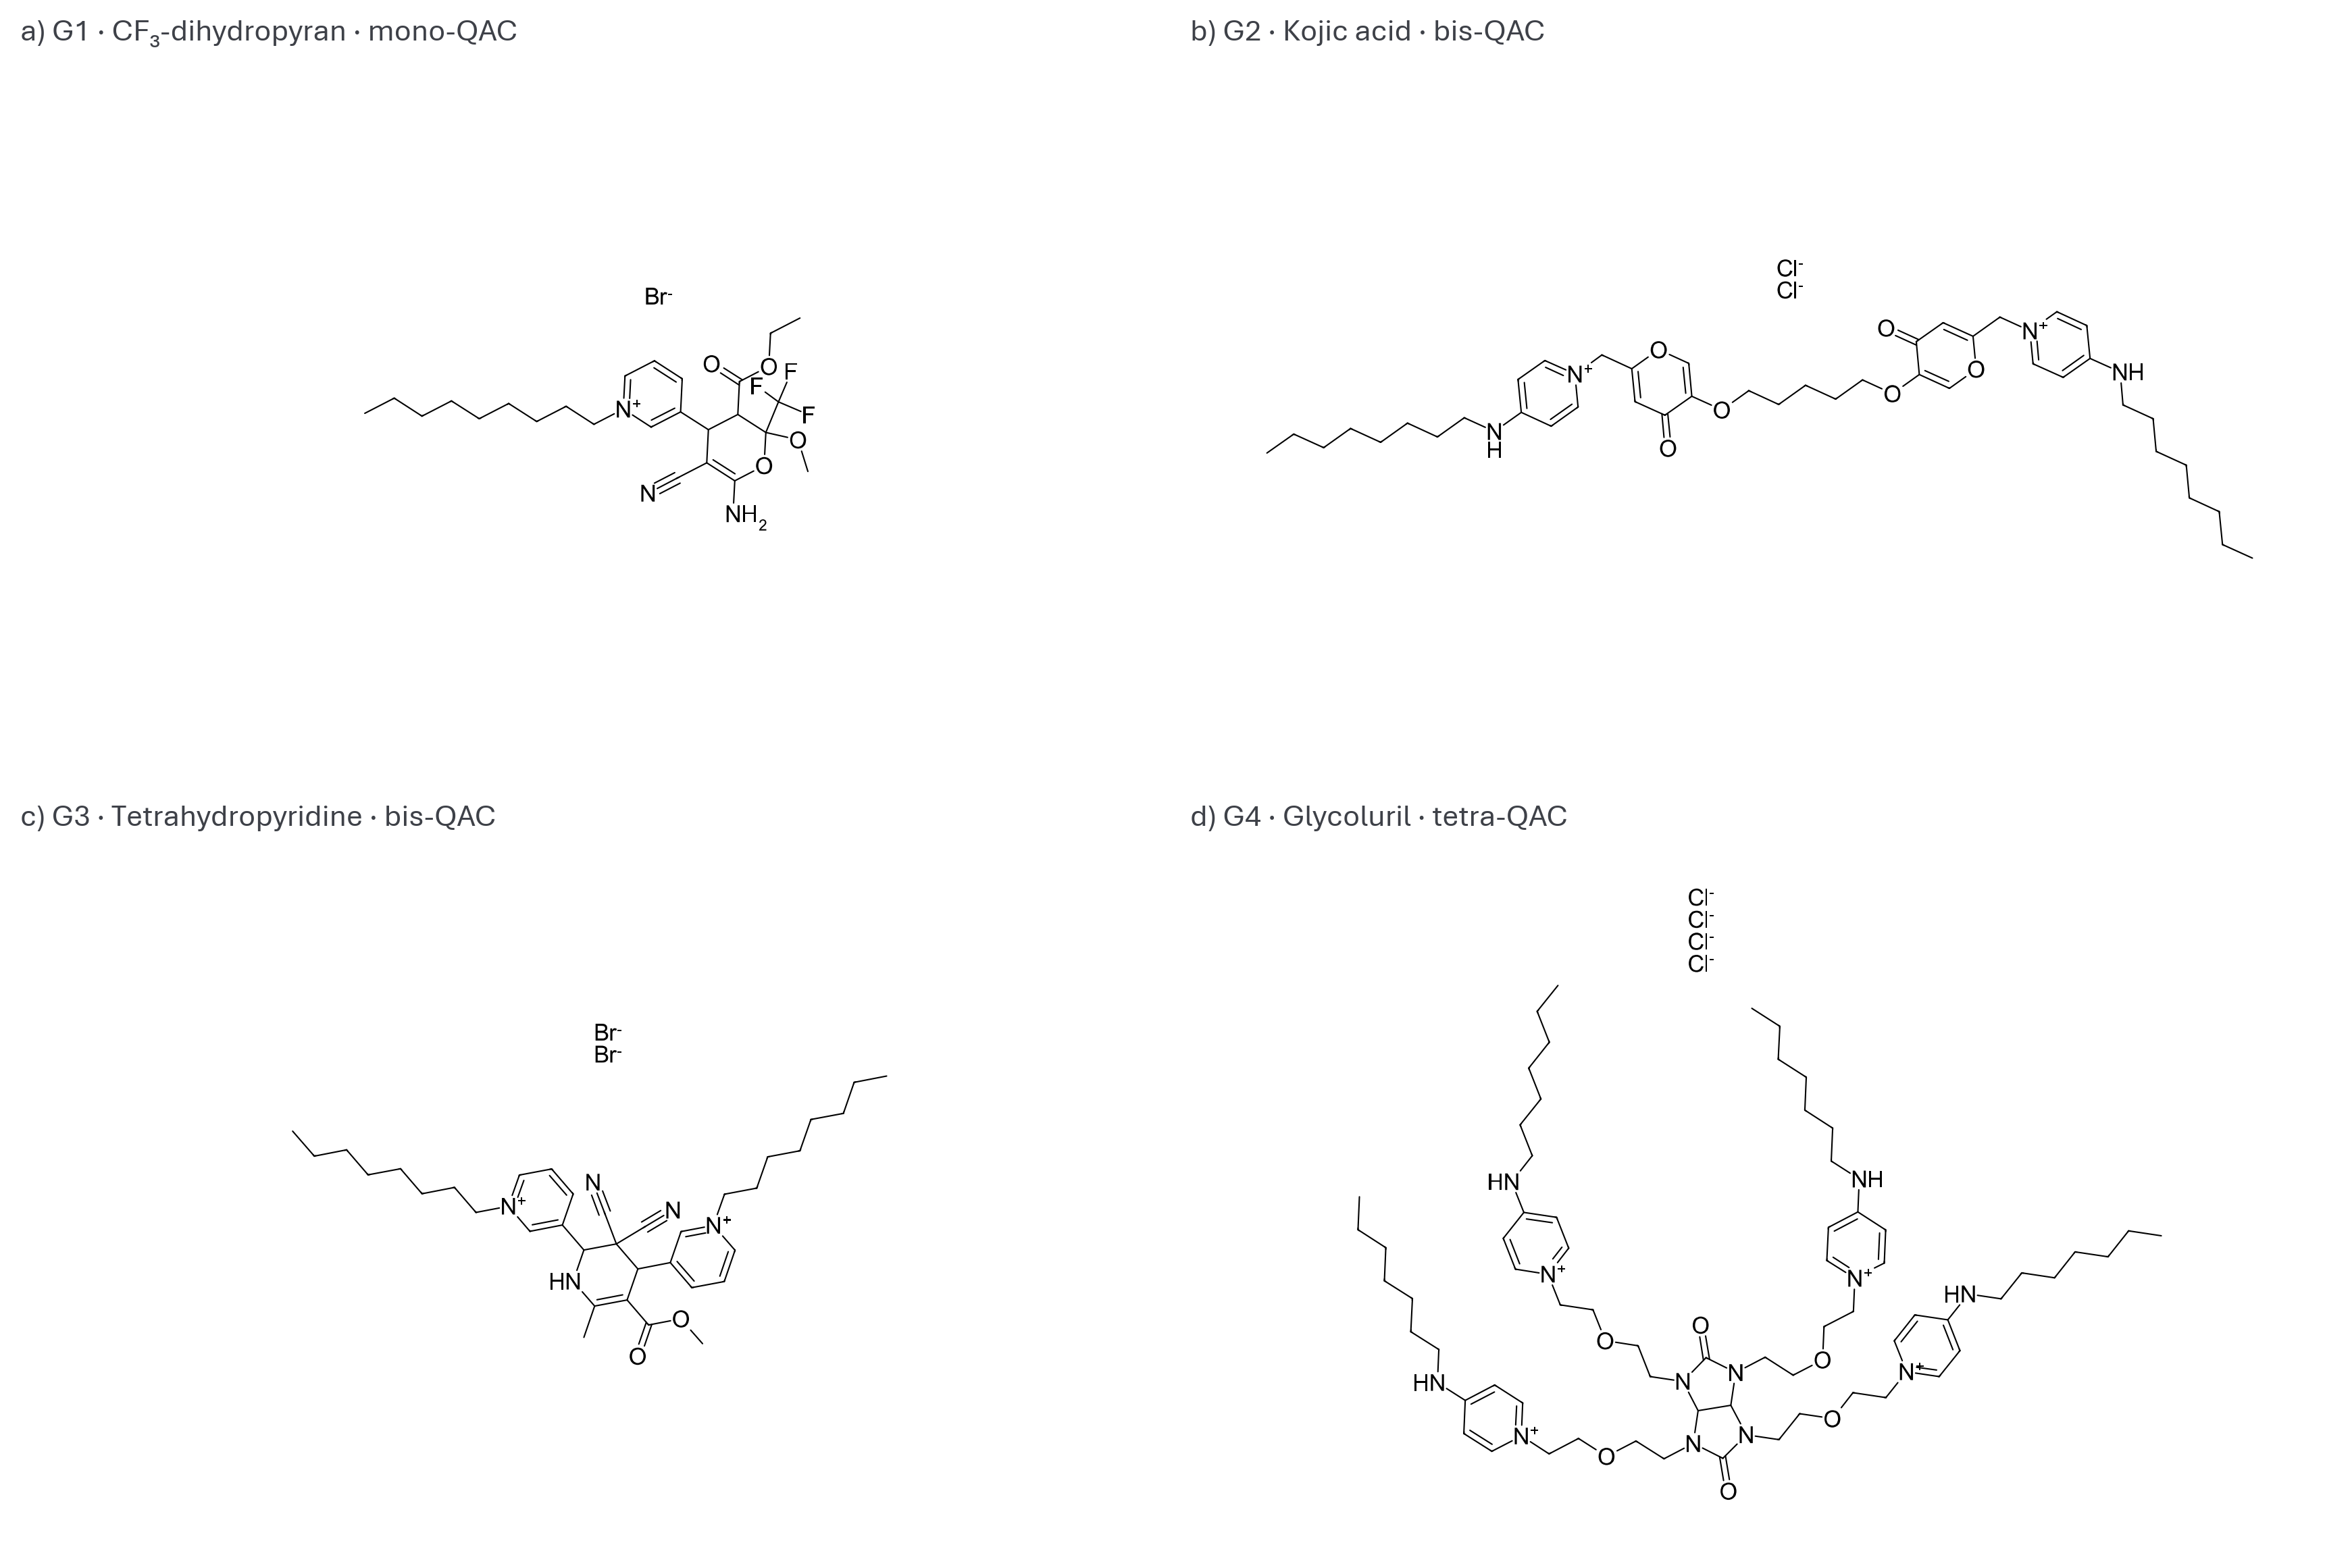 a) G1 · CF₃-dihydropyran · mono-QAC
b) G2 · Kojic acid · bis-QAC
Br⁻
N⁺
O
O
F
F
F
O
O
N
NH₂
Cl⁻
Cl⁻
N
H
N⁺
O
O
O
O
O
O
N⁺
NH
c) G3 · Tetrahydropyridine · bis-QAC
d) G4 · Glycoluril · tetra-QAC
Br⁻
Br⁻
N⁺
N
N
N⁺
HN
O
O
Cl⁻
Cl⁻
Cl⁻
Cl⁻
HN
NH
N⁺
N⁺
HN
HN
N⁺
N⁺
O
O
O
O
O
N
N
N
N
O